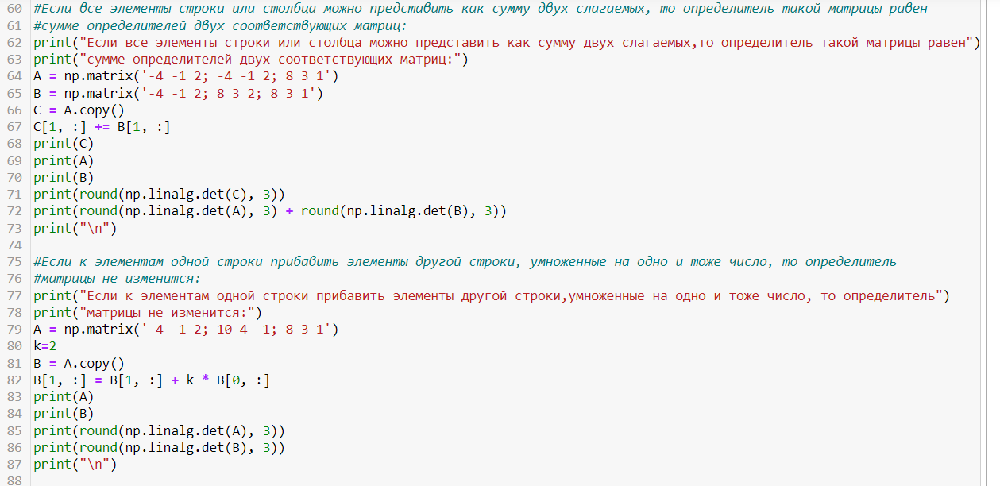 60 #Если все элементы строки или столбца можно представить как сумму двух слагаемых, то определитель такой матрицы равен
61 #сумме определителей двух соответствующих матриц:
62 print("Если все элементы строки или столбца можно представить как сумму двух слагаемых,то определитель такой матрицы равен")
63 print("сумме определителей двух соответствующих матриц:")
64 A = np.matrix('-4 -1 2; -4 -1 2; 8 3 1')
65 B = np.matrix('-4 -1 2; 8 3 2; 8 3 1')
66 C = A.copy()
67 C[1, :] += B[1, :]
68 print(C)
69 print(A)
70 print(B)
71 print(round(np.linalg.det(C), 3))
72 print(round(np.linalg.det(A), 3) + round(np.linalg.det(B), 3))
73 print("\n")
74
75 #Если к элементам одной строки прибавить элементы другой строки, умноженные на одно и тоже число, то определитель
76 #матрицы не изменится:
77 print("Если к элементам одной строки прибавить элементы другой строки,умноженные на одно и тоже число, то определитель")
78 print("матрицы не изменится:")
79 A = np.matrix('-4 -1 2; 10 4 -1; 8 3 1')
80 k=2
81 B = A.copy()
82 B[1, :] = B[1, :] + k * B[0, :]
83 print(A)
84 print(B)
85 print(round(np.linalg.det(A), 3))
86 print(round(np.linalg.det(B), 3))
87 print("\n")
88